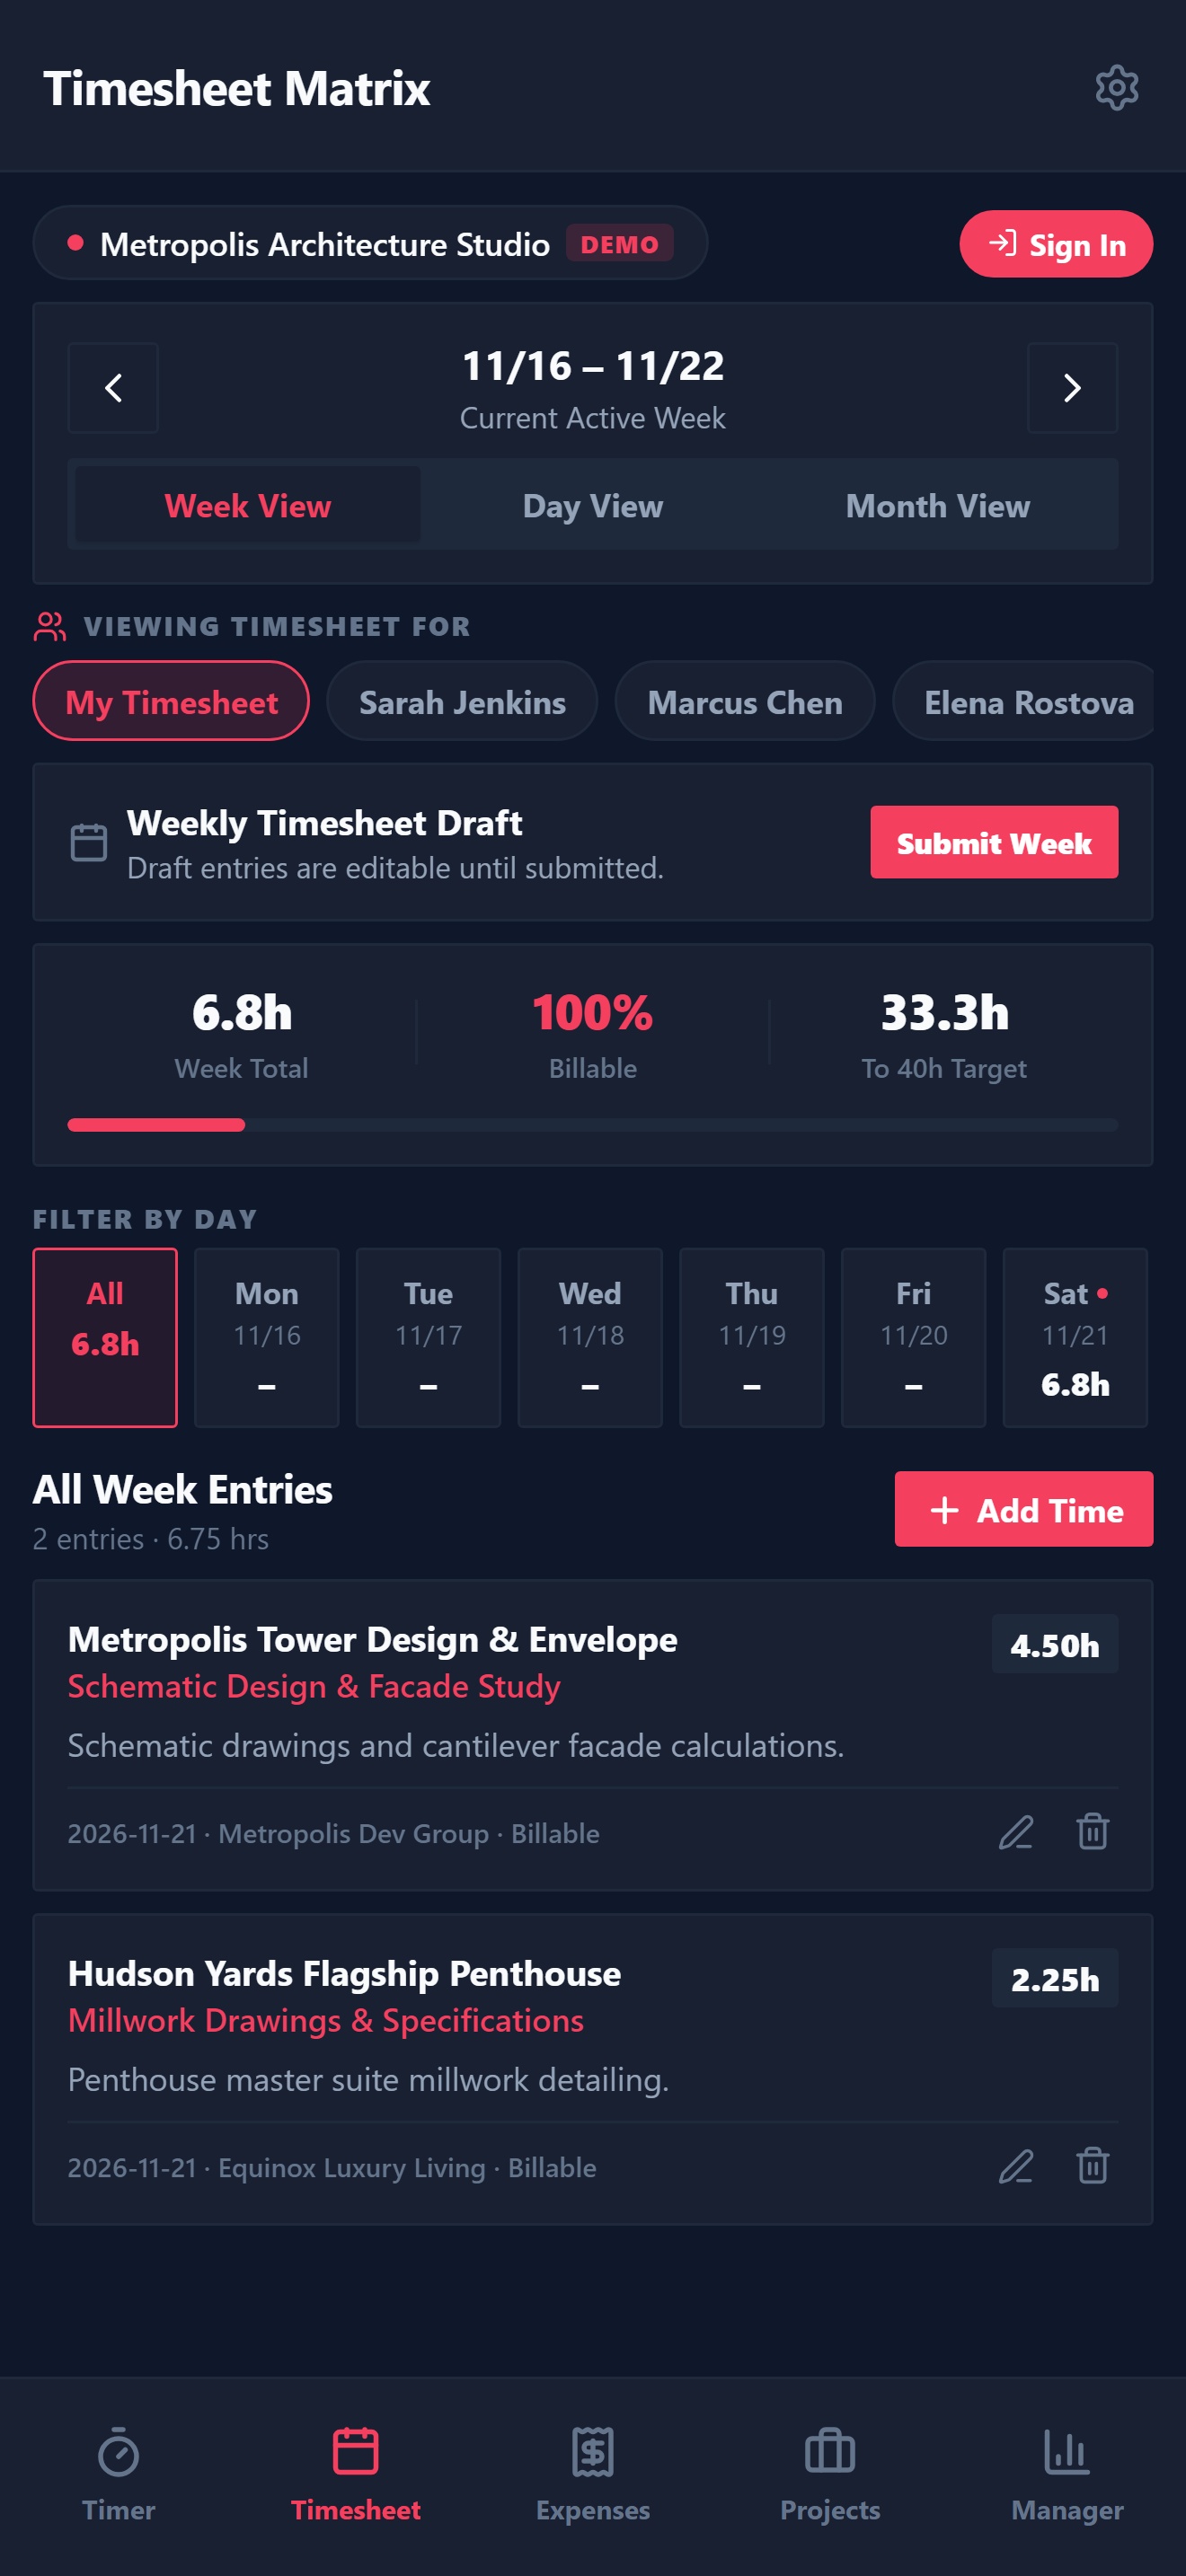 Timesheet Matrix
Metropolis Architecture Studio DEMO
Sign In
11/16 – 11/22
Current Active Week
Week View Day View Month View
VIEWING TIMESHEET FOR
My Timesheet Sarah Jenkins Marcus Chen Elena Rostova
Weekly Timesheet Draft
Draft entries are editable until submitted.
Submit Week
6.8h 100% 33.3h
Week Total Billable To 40h Target
FILTER BY DAY
All Mon Tue Wed Thu Fri Sat
11/16 11/17 11/18 11/19 11/20 11/21
6.8h – – – – – 6.8h
All Week Entries
2 entries · 6.75 hrs
Add Time
Metropolis Tower Design & Envelope
4.50h
Schematic Design & Facade Study
Schematic drawings and cantilever facade calculations.
2026-11-21 · Metropolis Dev Group · Billable
Hudson Yards Flagship Penthouse
2.25h
Millwork Drawings & Specifications
Penthouse master suite millwork detailing.
2026-11-21 · Equinox Luxury Living · Billable
Timer Timesheet Expenses Projects Manager